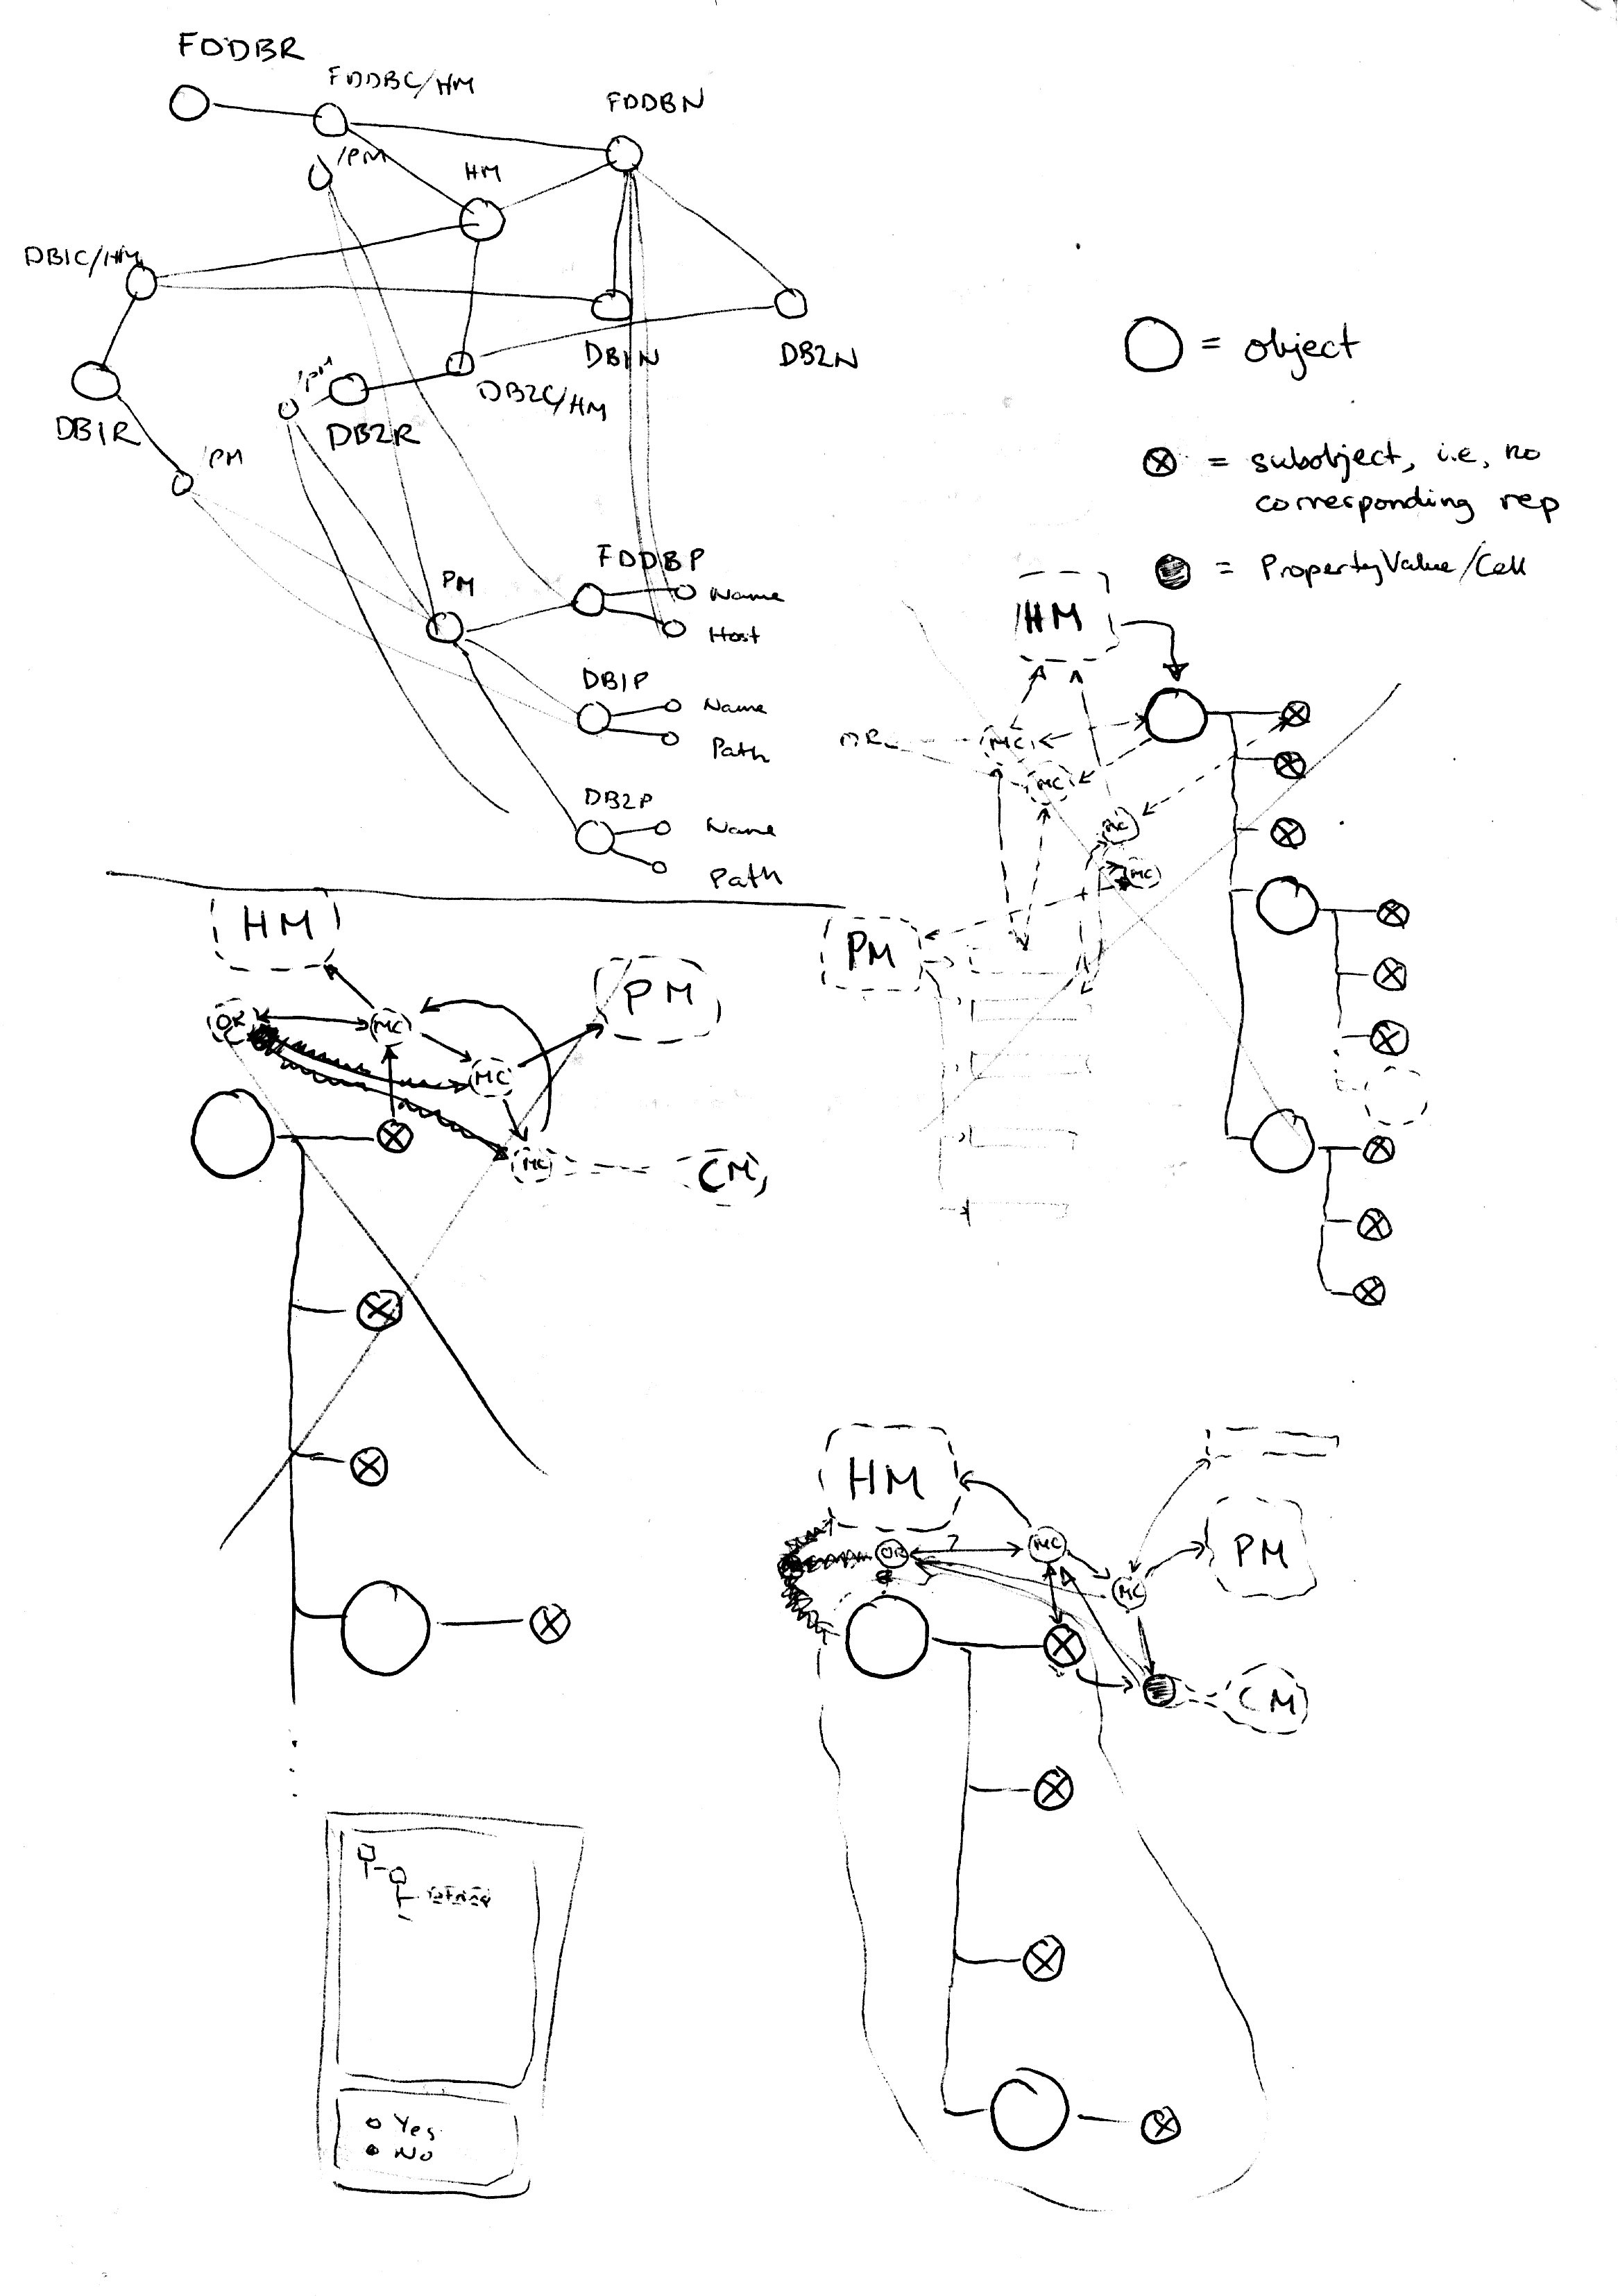 FDDBR
FDDBC/HM
FDDBN
/PM
HM
DB1C/HM
DB1N
DB2N
/PM
DB2C/HM
DB1R
DB2R
/PM
FDDBP
PM
Name
Host
DB1P
Name
Path
DB2P
Name
Path
= object
= subobject, i.e, no
corresponding rep
= PropertyValue/Cell
HM
MC
MC
MC
MC
PM
HM
PM
OR
MC
MC
MC
CM
HM
OR
?
MC
MC
PM
CM
Yes
No